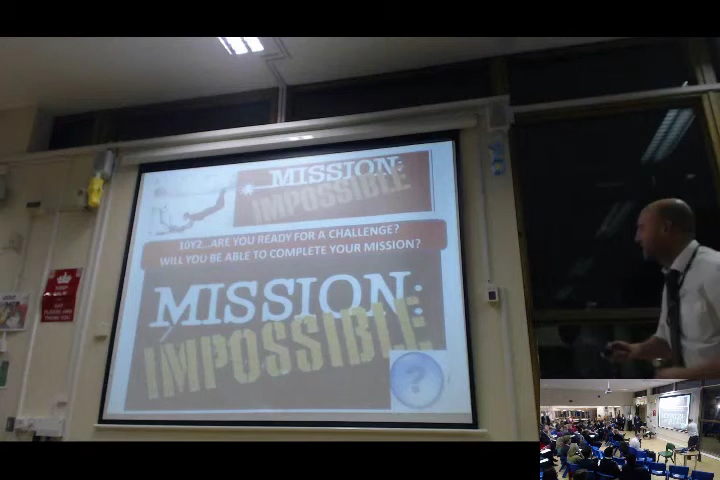 MISSION:
IMPOSSIBLE
10Y2...ARE YOU READY FOR A CHALLENGE?
WILL YOU BE ABLE TO COMPLETE YOUR MISSION?
MISSION:
IMPOSSIBLE
?